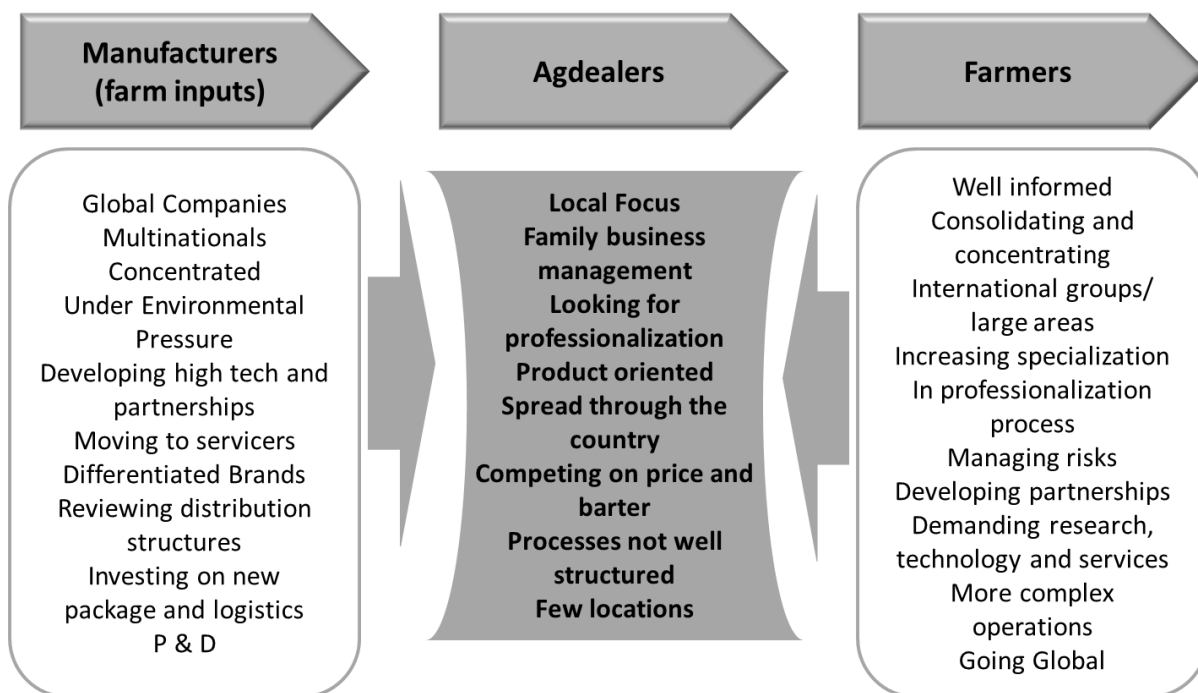 Manufacturers
(farm inputs)
Agdealers
Farmers
Global Companies
Multinationals
Concentrated
Under Environmental
Pressure
Developing high tech and
partnerships
Moving to servicers
Differentiated Brands
Reviewing distribution
structures
Investing on new
package and logistics
P & D
Local Focus
Family business
management
Looking for
professionalization
Product oriented
Spread through the
country
Competing on price and
barter
Processes not well
structured
Few locations
Well informed
Consolidating and
concentrating
International groups/
large areas
Increasing specialization
In professionalization
process
Managing risks
Developing partnerships
Demanding research,
technology and services
More complex
operations
Going Global